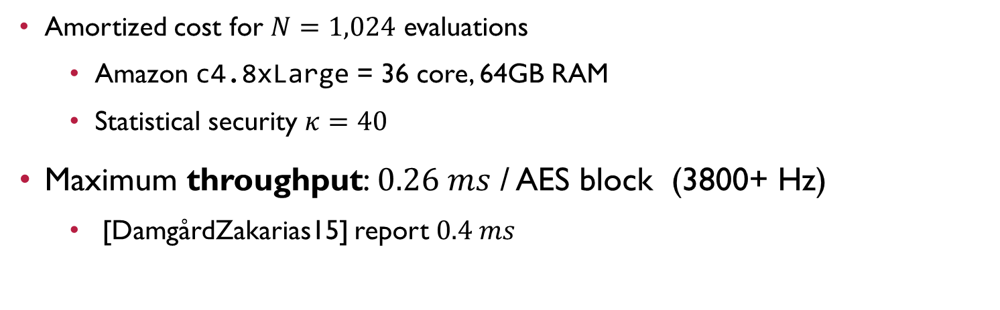 • Amortized cost for N = 1,024 evaluations
• Amazon c4.8xLarge = 36 core, 64GB RAM
• Statistical security κ = 40
• Maximum throughput: 0.26 ms / AES block (3800+ Hz)
• [DamgårdZakarias15] report 0.4 ms